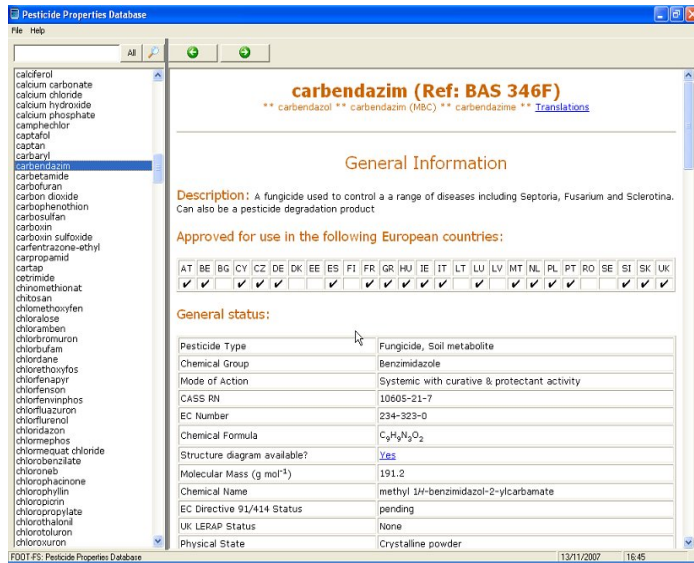 Pesticide Properties Database
File Help
All
calciferol
calcium carbonate
calcium chloride
calcium hydroxide
calcium phosphate
camphechlor
captafol
captan
carbaryl
carbendazim
carbetamide
carbofuran
carbon dioxide
carbophenothion
carbosulfan
carboxin
carboxin sulfoxide
carfentrazone-ethyl
carpropamid
cartap
cetrimide
chinomethionat
chitosan
chlomethoxyfen
chloralose
chloramben
chlorbromuron
chlorbufam
chlordane
chlorethoxyfos
chlorfenapyr
chlorfenson
chlorfenvinphos
chlorfluazuron
chlorflurenol
chloridazon
chlormephos
chlormequat chloride
chlorobenzilate
chloroneb
chlorophacinone
chlorophyllin
chloropicrin
chloropropylate
chlorothalonil
chlorotoluron
chloroxuron
carbendazim (Ref: BAS 346F)
** carbendazol ** carbendazim (MBC) ** carbendazime ** Translations
General Information
Description: A fungicide used to control a a range of diseases including Septoria, Fusarium and Sclerotina.
Can also be a pesticide degradation product
Approved for use in the following European countries:
AT BE BG CY CZ DE DK EE ES FI FR GR HU IE IT LT LU LV MT NL PL PT RO SE SI SK UK
✔ ✔ ✔ ✔ ✔ ✔ ✔ ✔ ✔ ✔ ✔ ✔ ✔ ✔ ✔ ✔ ✔ ✔ ✔
General status:
Pesticide Type Fungicide, Soil metabolite
Chemical Group Benzimidazole
Mode of Action Systemic with curative & protectant activity
CASS RN 10605-21-7
EC Number 234-323-0
Chemical Formula C₉H₉N₃O₂
Structure diagram available? Yes
Molecular Mass (g mol⁻¹) 191.2
Chemical Name methyl 1H-benzimidazol-2-ylcarbamate
EC Directive 91/414 Status pending
UK LERAP Status None
Physical State Crystalline powder
FOOT-FS: Pesticide Properties Database 13/11/2007 16:45